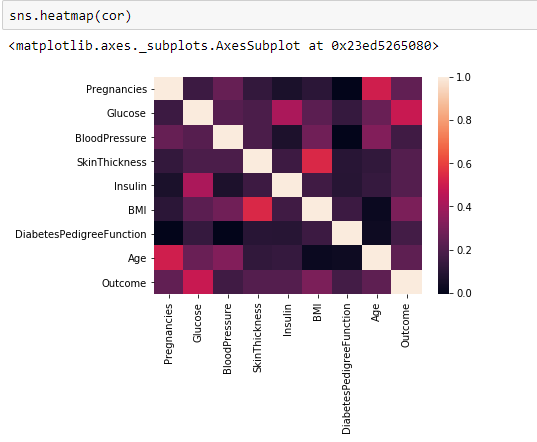 sns.heatmap(cor)
<matplotlib.axes._subplots.AxesSubplot at 0x23ed5265080>
Pregnancies
Glucose
BloodPressure
SkinThickness
Insulin
BMI
DiabetesPedigreeFunction
Age
Outcome
1.0
0.8
0.6
0.4
0.2
0.0
Pregnancies
Glucose
BloodPressure
SkinThickness
Insulin
BMI
DiabetesPedigreeFunction
Age
Outcome